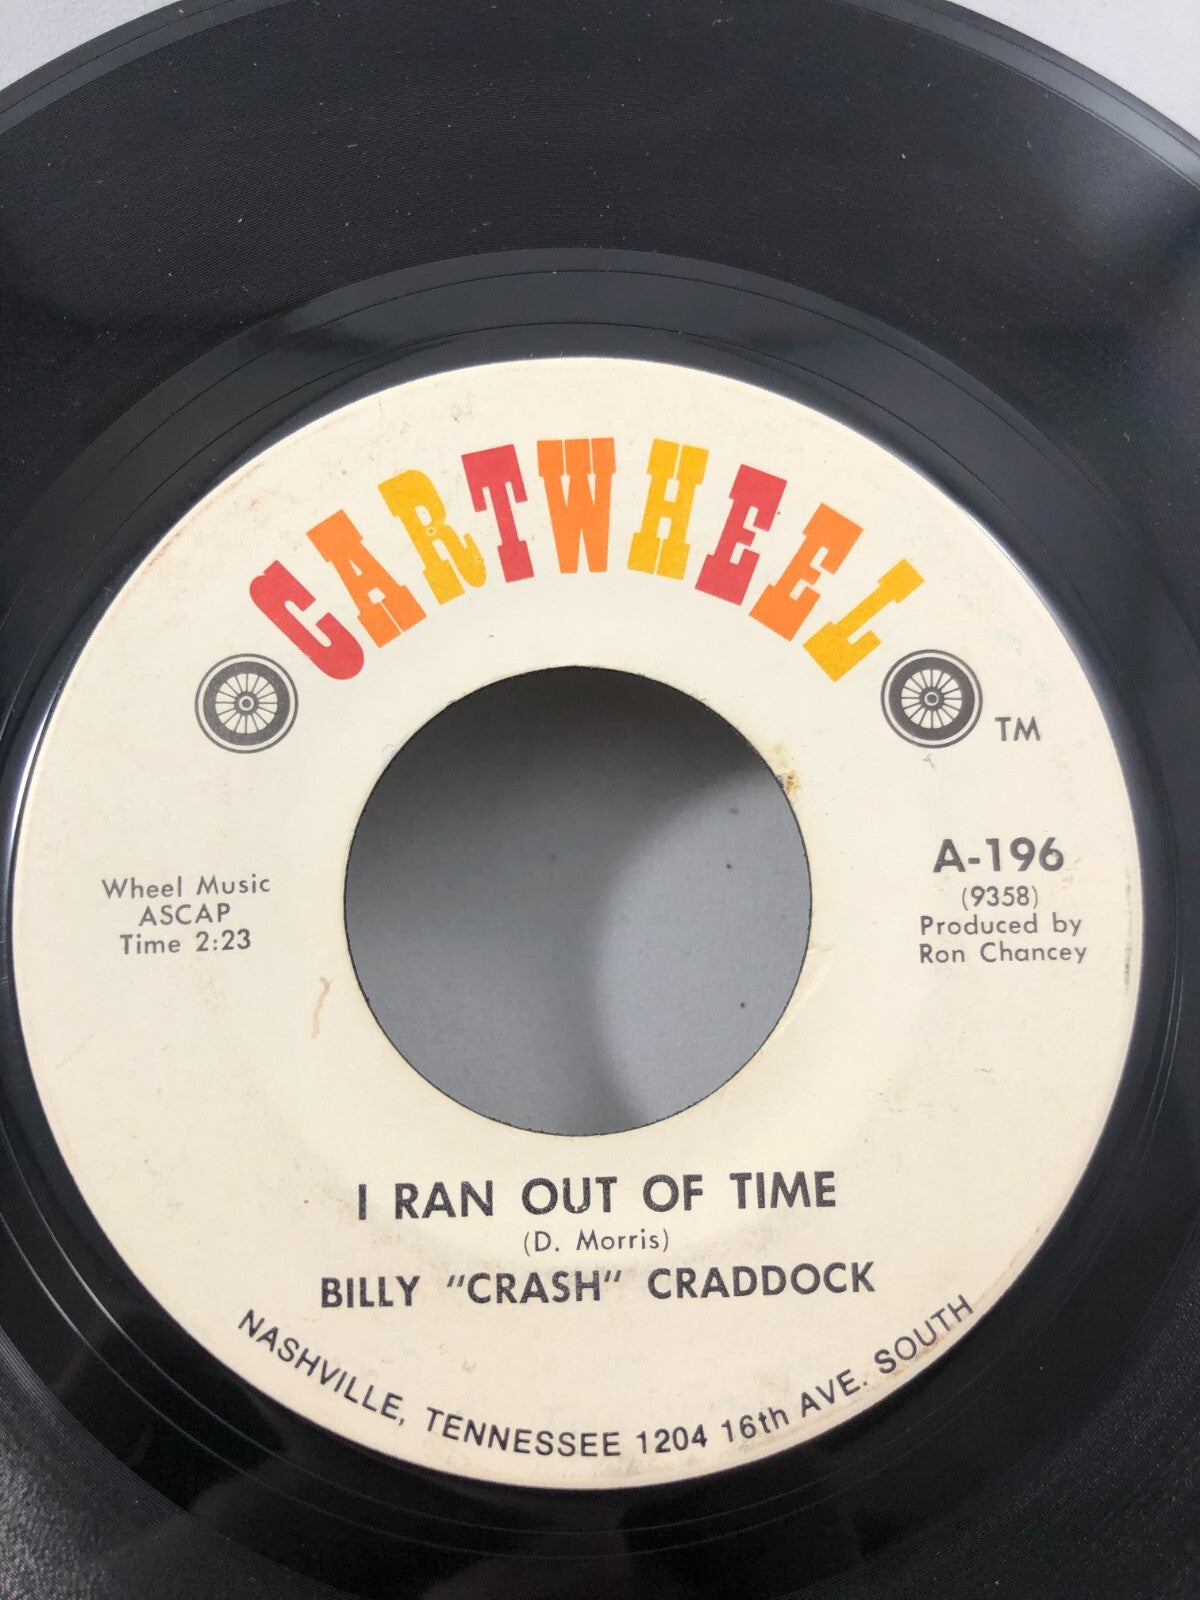 CARTWHEEL
TM
A-196
(9358)
Produced by
Ron Chancey
Wheel Music
ASCAP
Time 2:23
I RAN OUT OF TIME
(D. Morris)
BILLY "CRASH" CRADDOCK
NASHVILLE, TENNESSEE 1204 16th AVE. SOUTH